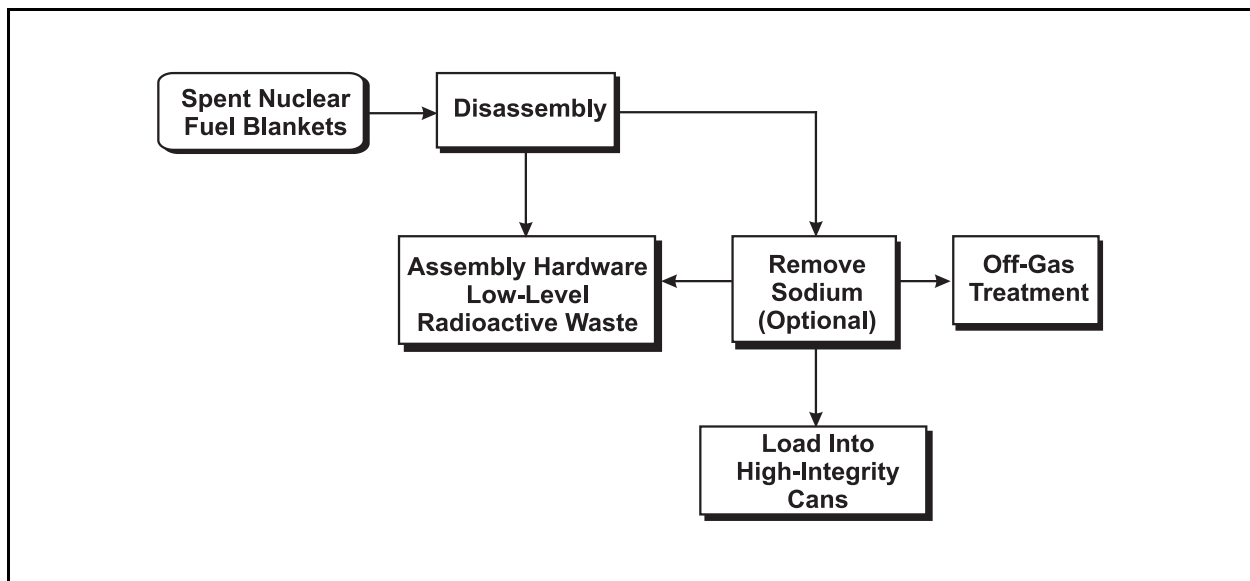 Spent Nuclear
Fuel Blankets
Disassembly
Assembly Hardware
Low-Level
Radioactive Waste
Remove
Sodium
(Optional)
Off-Gas
Treatment
Load Into
High-Integrity
Cans